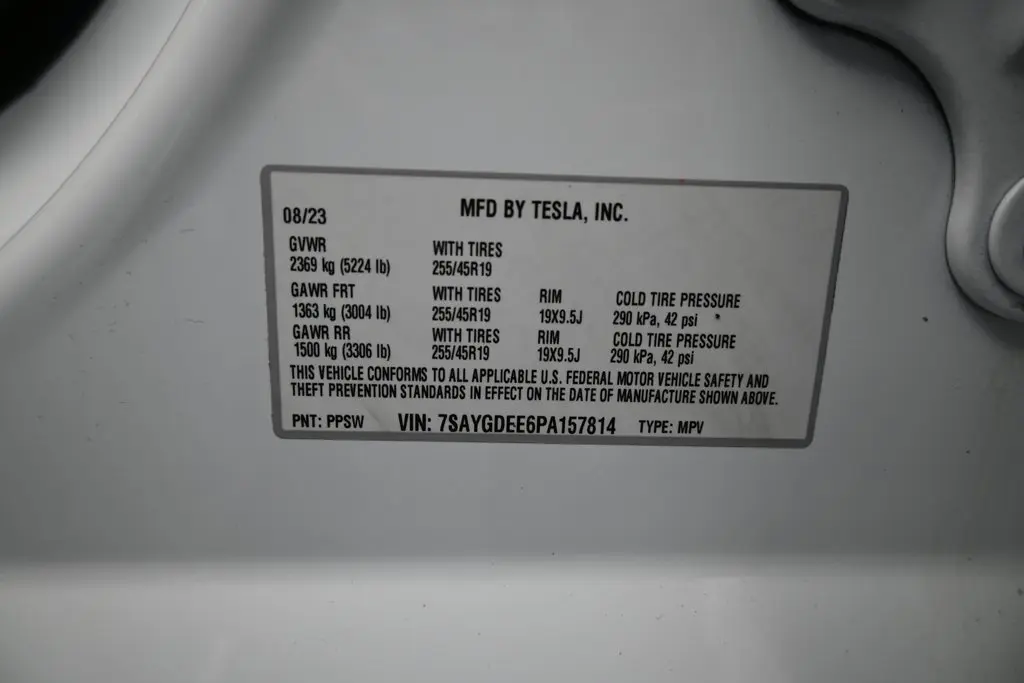 08/23 MFD BY TESLA, INC.
GVWR WITH TIRES
2369 kg (5224 lb) 255/45R19
GAWR FRT WITH TIRES RIM COLD TIRE PRESSURE
1363 kg (3004 lb) 255/45R19 19X9.5J 290 kPa, 42 psi
GAWR RR WITH TIRES RIM COLD TIRE PRESSURE
1500 kg (3306 lb) 255/45R19 19X9.5J 290 kPa, 42 psi
THIS VEHICLE CONFORMS TO ALL APPLICABLE U.S. FEDERAL MOTOR VEHICLE SAFETY AND
THEFT PREVENTION STANDARDS IN EFFECT ON THE DATE OF MANUFACTURE SHOWN ABOVE.
PNT: PPSW VIN: 7SAYGDEE6PA157814 TYPE: MPV